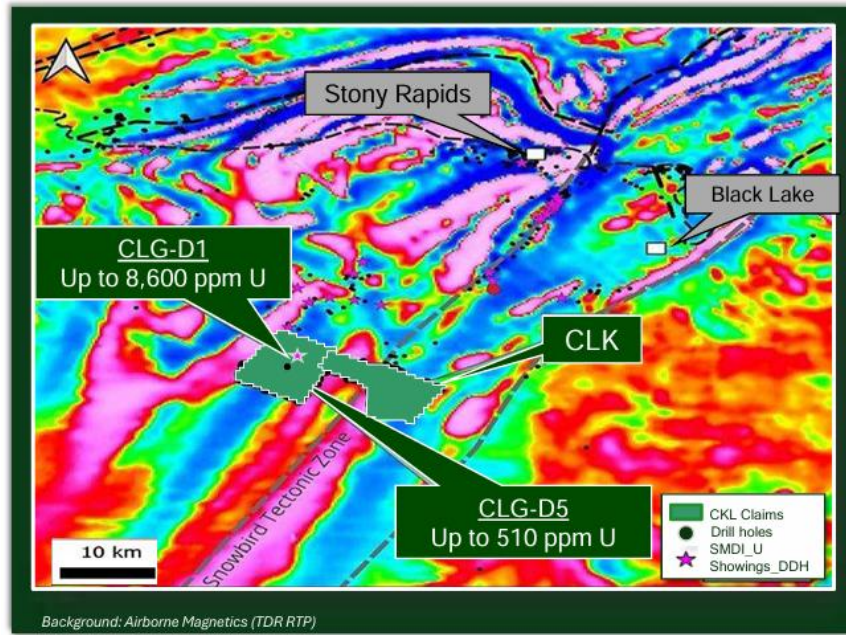 Stony Rapids
Black Lake
CLG-D1
Up to 8,600 ppm U
CLK
CLG-D5
Up to 510 ppm U
Snowbird Tectonic Zone
10 km
CKL Claims
Drill holes
SMDI_U
Showings_DDH
Background: Airborne Magnetics (TDR RTP)